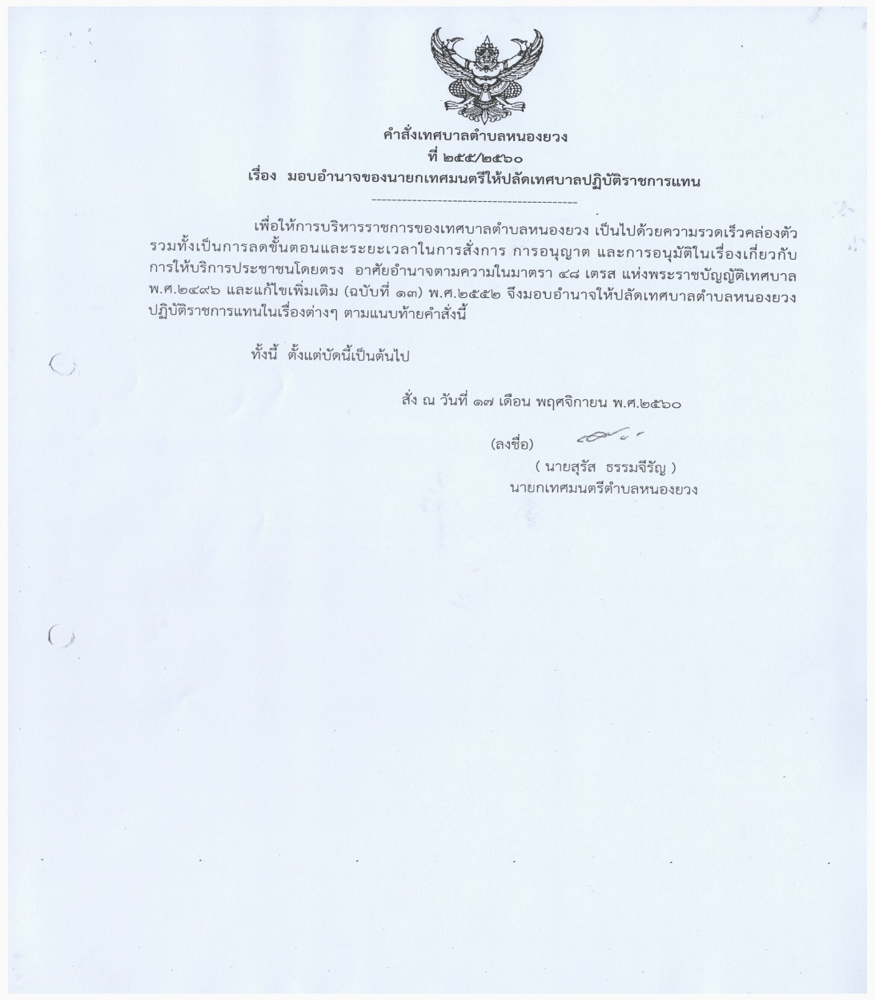 คำสั่งเทศบาลตำบลหนองยวง
ที่ ๒๕๕/๒๕๖๐
เรื่อง มอบอำนาจของนายกเทศมนตรีให้ปลัดเทศบาลปฏิบัติราชการแทน
-----------------------------------------
เพื่อให้การบริหารราชการของเทศบาลตำบลหนองยวง เป็นไปด้วยความรวดเร็วคล่องตัว
รวมทั้งเป็นการลดขั้นตอนและระยะเวลาในการสั่งการ การอนุญาต และการอนุมัติในเรื่องเกี่ยวกับ
การให้บริการประชาชนโดยตรง อาศัยอำนาจตามความในมาตรา ๔๘ เตรส แห่งพระราชบัญญัติเทศบาล
พ.ศ.๒๔๙๖ และแก้ไขเพิ่มเติม (ฉบับที่ ๑๓) พ.ศ.๒๕๕๒ จึงมอบอำนาจให้ปลัดเทศบาลตำบลหนองยวง
ปฏิบัติราชการแทนในเรื่องต่างๆ ตามแนบท้ายคำสั่งนี้
ทั้งนี้ ตั้งแต่บัดนี้เป็นต้นไป
สั่ง ณ วันที่ ๑๗ เดือน พฤศจิกายน พ.ศ.๒๕๖๐
(ลงชื่อ)
( นายสุรัส ธรรมจีรัญ )
นายกเทศมนตรีตำบลหนองยวง